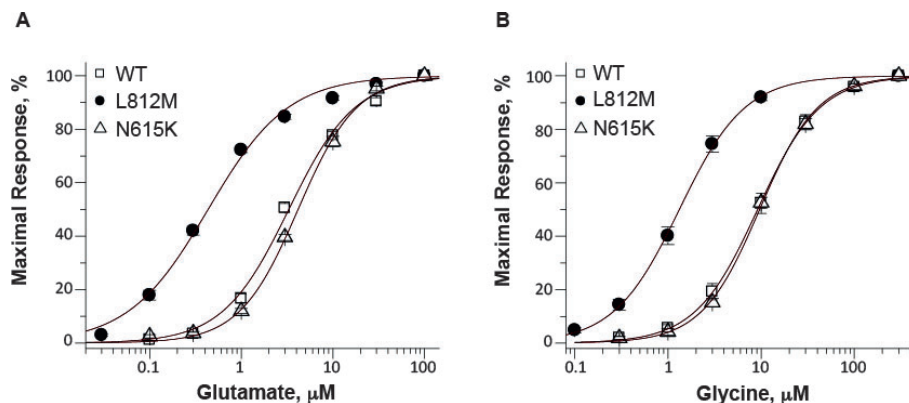 A
Maximal Response, %
100
80
60
40
20
0
WT
L812M
N615K
0.1
1
10
100
Glutamate, μM
B
Maximal Response, %
100
80
60
40
20
0
WT
L812M
N615K
0.1
1
10
100
Glycine, μM